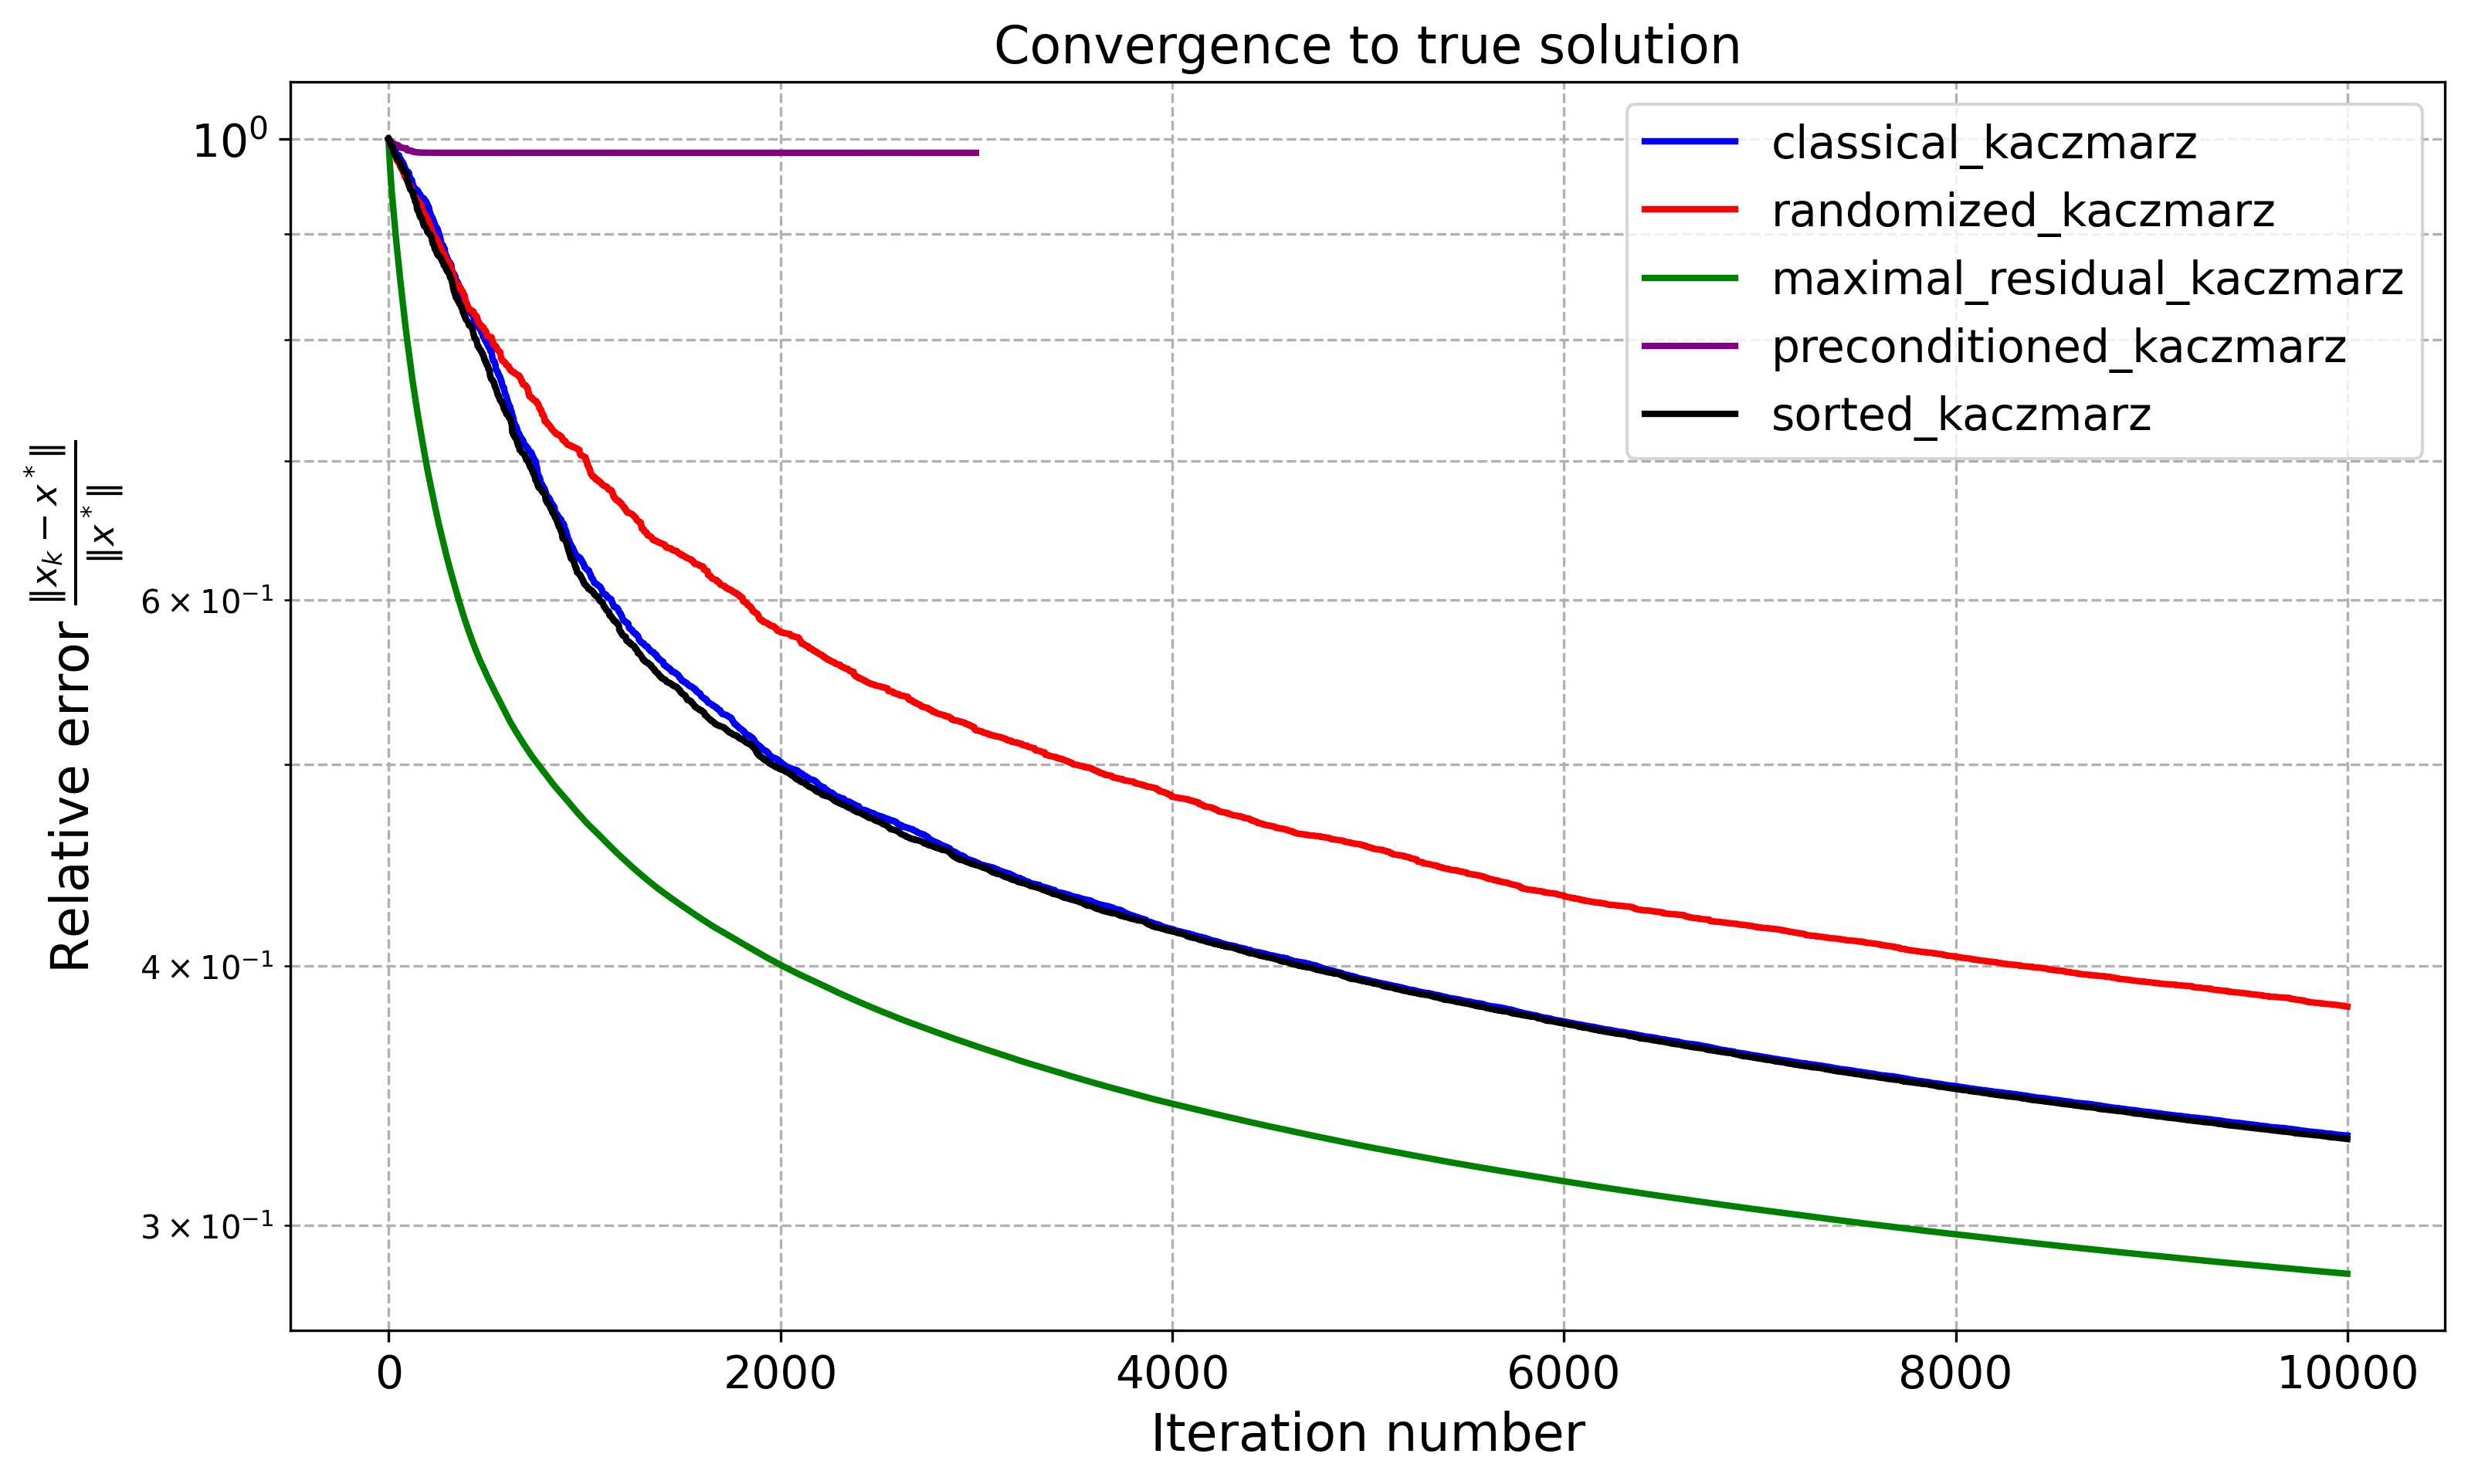 Convergence to true solution
Relative error ‖x_k − x^*‖ / ‖x^*‖
10^0
6 × 10^−1
4 × 10^−1
3 × 10^−1
classical_kaczmarz
randomized_kaczmarz
maximal_residual_kaczmarz
preconditioned_kaczmarz
sorted_kaczmarz
0 2000 4000 6000 8000 10000
Iteration number